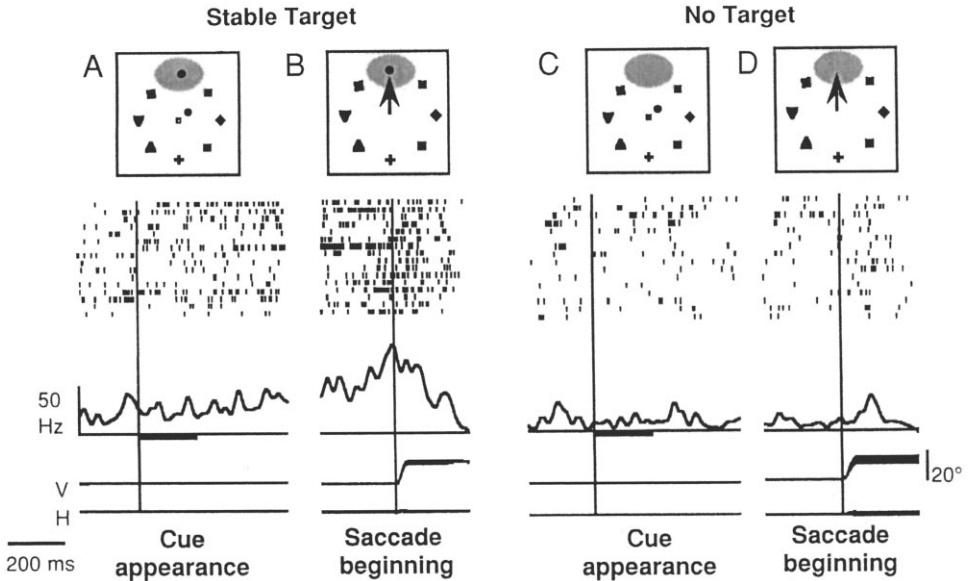 Stable Target
No Target
A
B
C
D
50
Hz
V
H
20°
200 ms
Cue
appearance
Saccade
beginning
Cue
appearance
Saccade
beginning